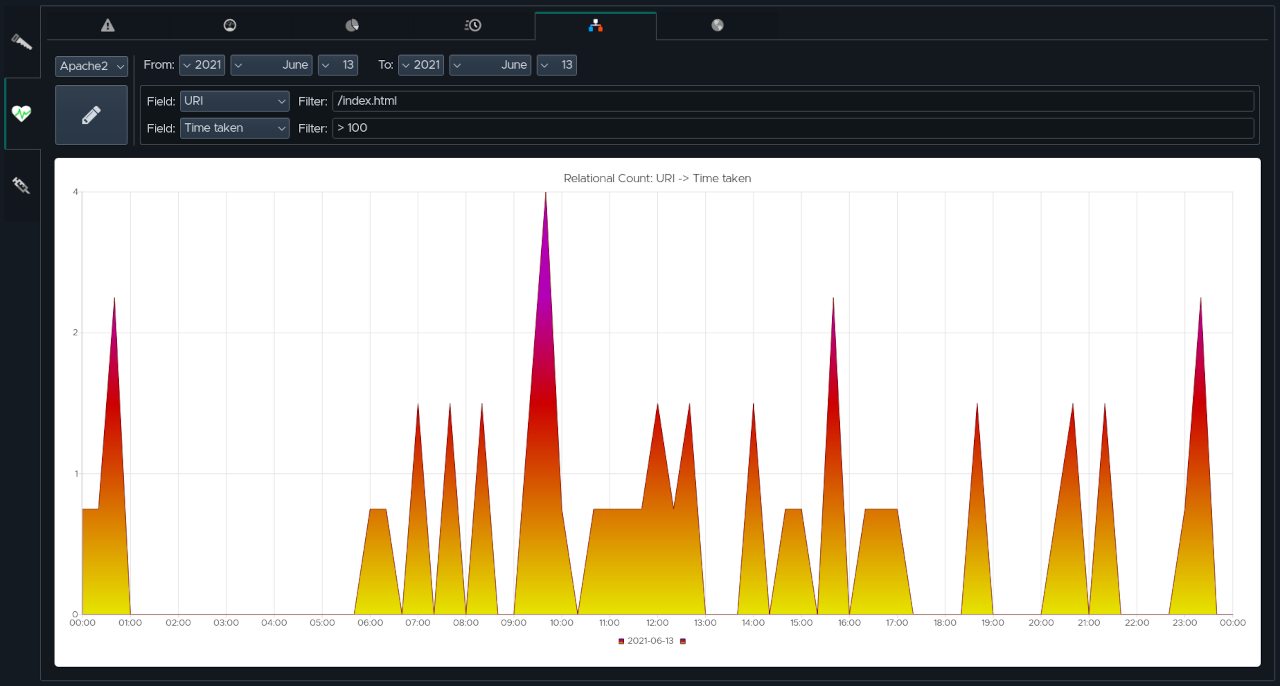 Apache2 From: 2021 June 13 To: 2021 June 13
Field: URI Filter: /index.html
Field: Time taken Filter: > 100
Relational Count: URI -> Time taken
4
2
1
0
00:00 01:00 02:00 03:00 04:00 05:00 06:00 07:00 08:00 09:00 10:00 11:00 12:00 13:00 14:00 15:00 16:00 17:00 18:00 19:00 20:00 21:00 22:00 23:00 00:00
2021-06-13